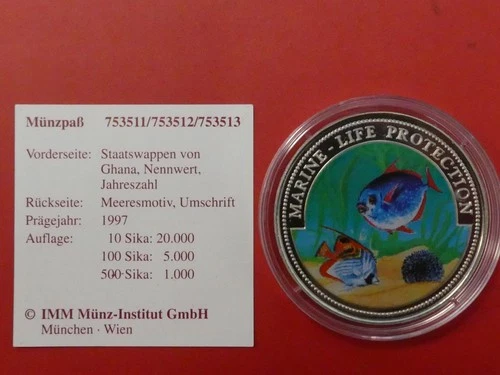 Münzpaß 753511/753512/753513
Vorderseite: Staatswappen von
Ghana, Nennwert,
Jahreszahl
Rückseite: Meeresmotiv, Umschrift
Prägejahr: 1997
Auflage: 10 Sika: 20.000
100 Sika: 5.000
500 Sika: 1.000
© IMM Münz-Institut GmbH
München · Wien
MARINE - LIFE PROTECTION